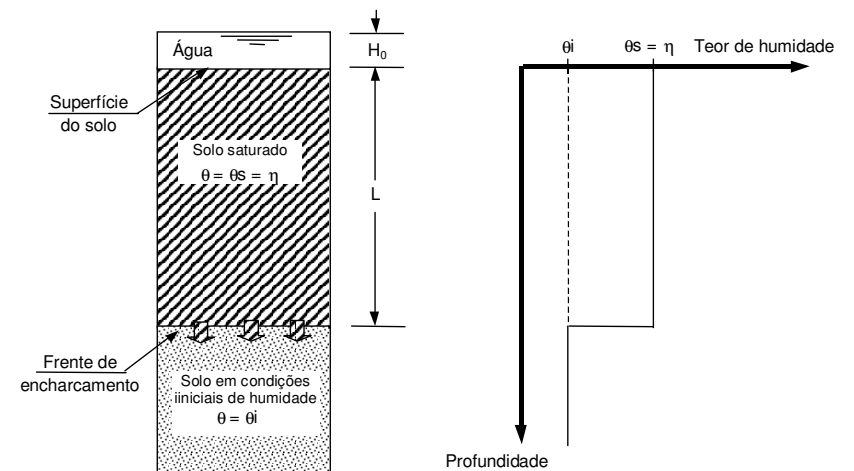 Água
H₀
Superfície
do solo
Solo saturado
θ = θs = η
L
Frente de
encharcamento
Solo em condições
iiniciais de humidade
θ = θi
θi
θs = η
Teor de humidade
Profundidade